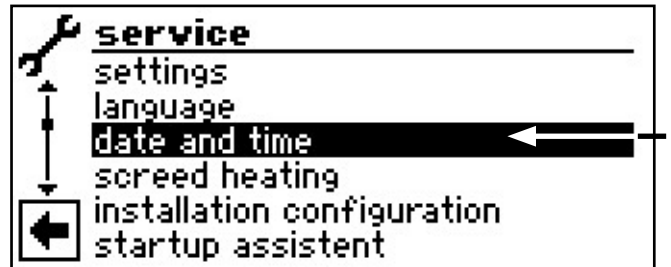 service
settings
language
date and time
screed heating
installation configuration
startup assistent